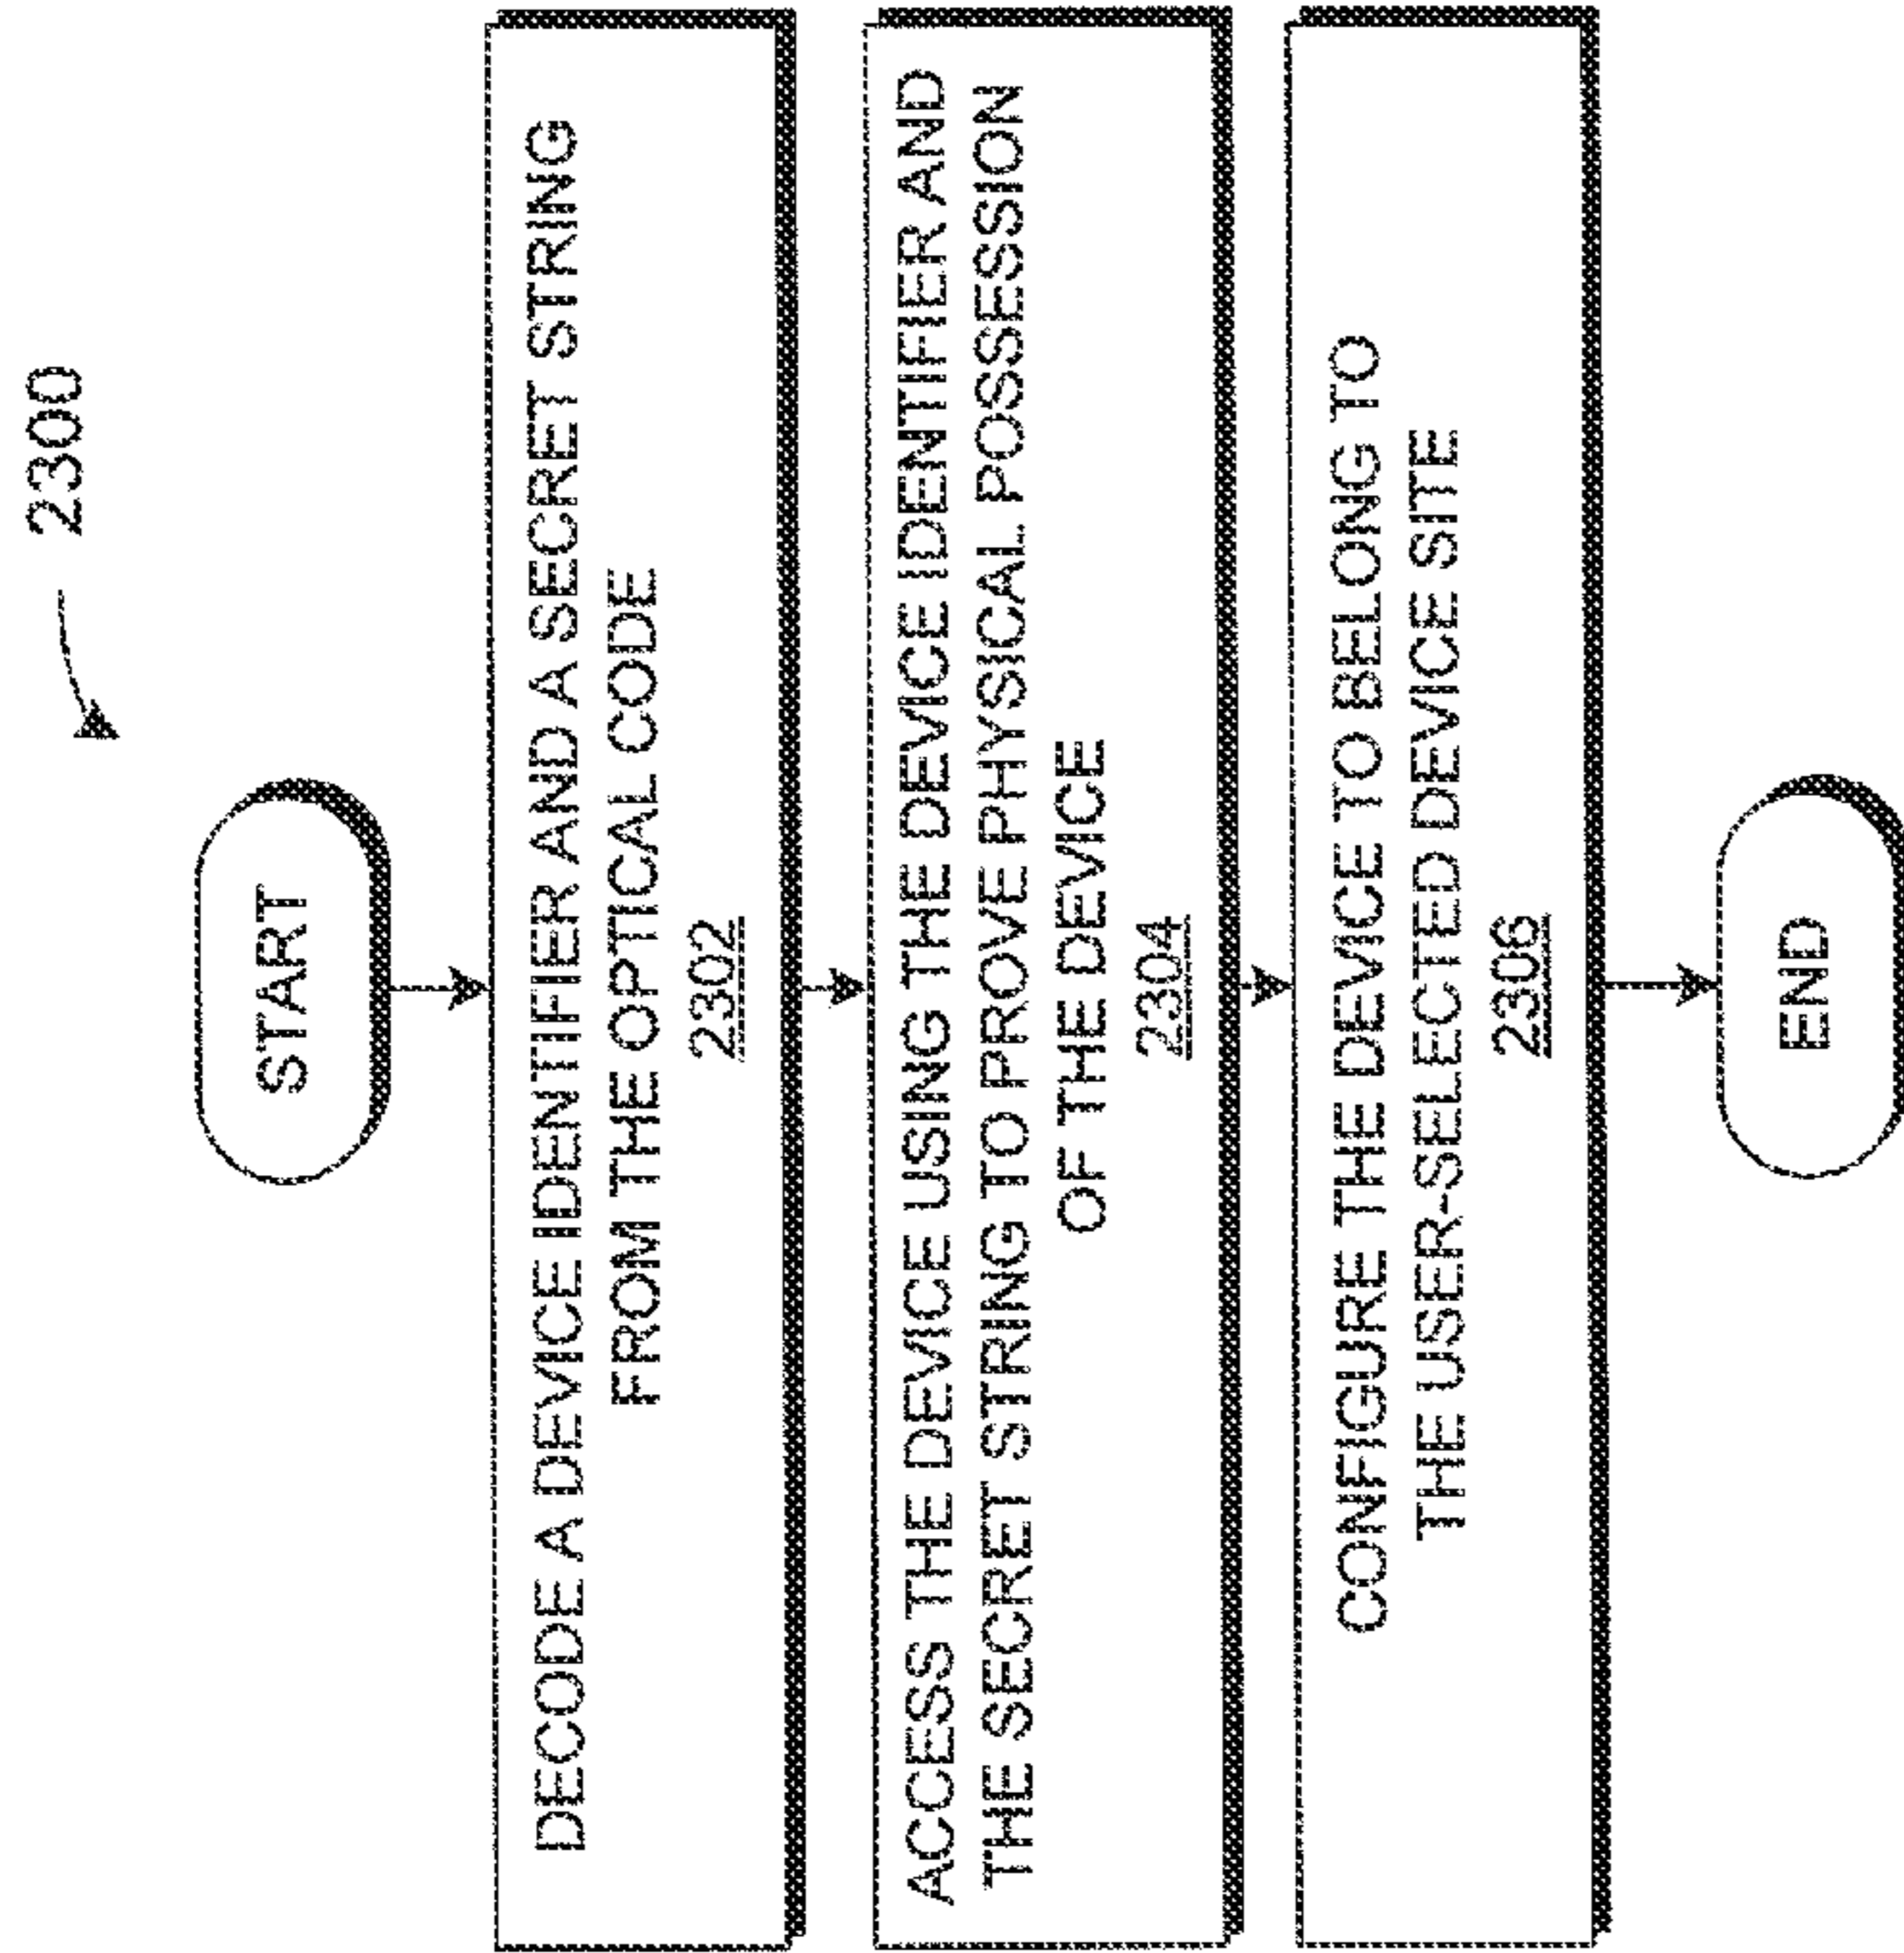 2300
START
DECODE A DEVICE IDENTIFIER AND A SECRET STRING
FROM THE OPTICAL CODE
2302
ACCESS THE DEVICE USING THE DEVICE IDENTIFIER AND
THE SECRET STRING TO PROVE PHYSICAL POSSESSION
OF THE DEVICE
2304
CONFIGURE THE DEVICE TO BELONG TO
THE USER-SELECTED DEVICE SITE
2306
END